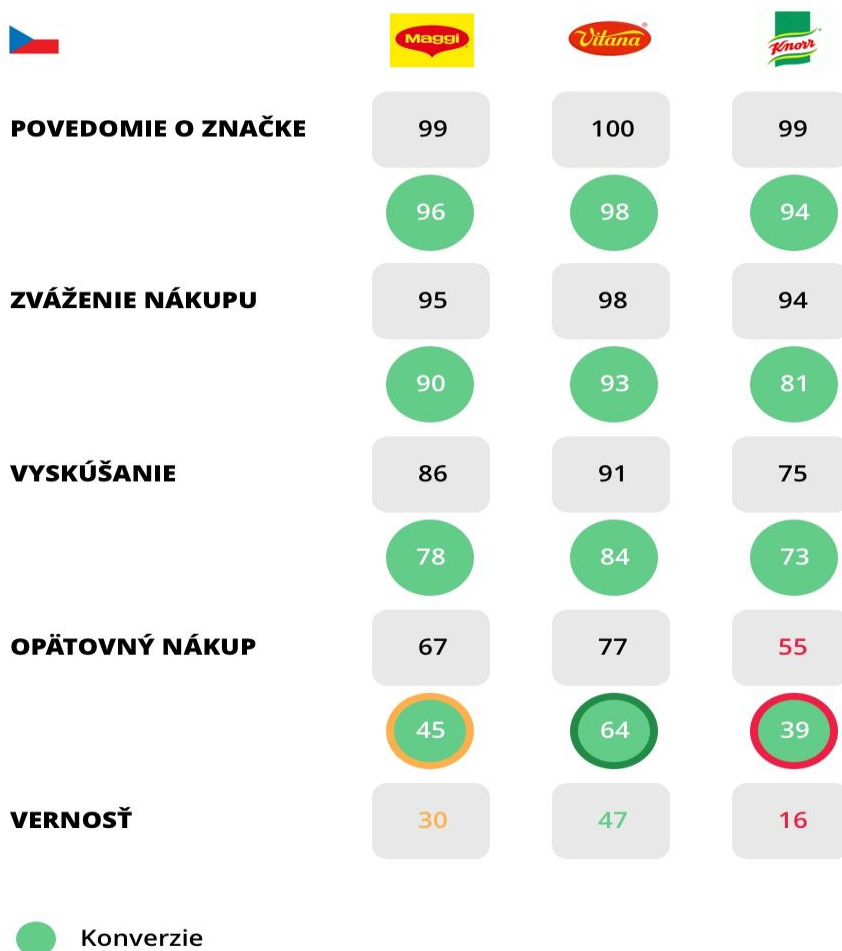 Maggi Vitana Knorr
POVEDOMIE O ZNAČKE 99 100 99
96 98 94
ZVÁŽENIE NÁKUPU 95 98 94
90 93 81
VYSKÚŠANIE 86 91 75
78 84 73
OPÄTOVNÝ NÁKUP 67 77 55
45 64 39
VERNOSŤ 30 47 16
Konverzie